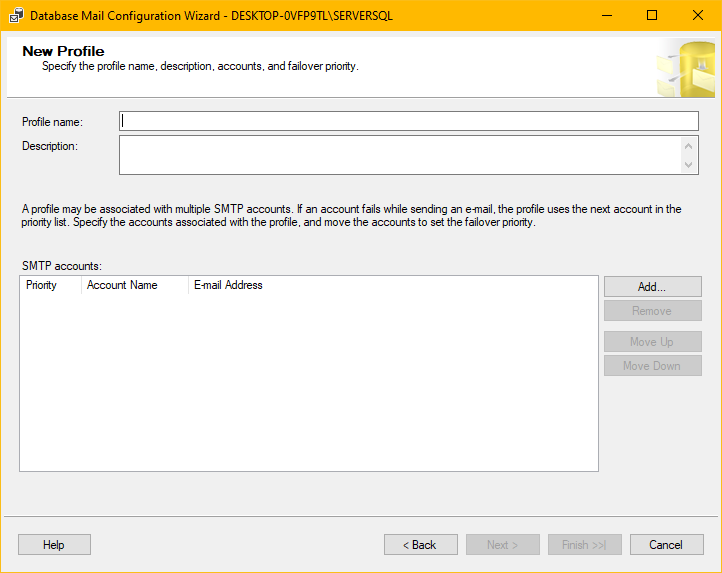 Database Mail Configuration Wizard - DESKTOP-0VFP9TL\SERVERSQL
New Profile
Specify the profile name, description, accounts, and failover priority.
Profile name:
Description:
A profile may be associated with multiple SMTP accounts. If an account fails while sending an e-mail, the profile uses the next account in the
priority list. Specify the accounts associated with the profile, and move the accounts to set the failover priority.
SMTP accounts:
Priority Account Name E-mail Address
Add...
Remove
Move Up
Move Down
Help < Back Next > Finish >>| Cancel